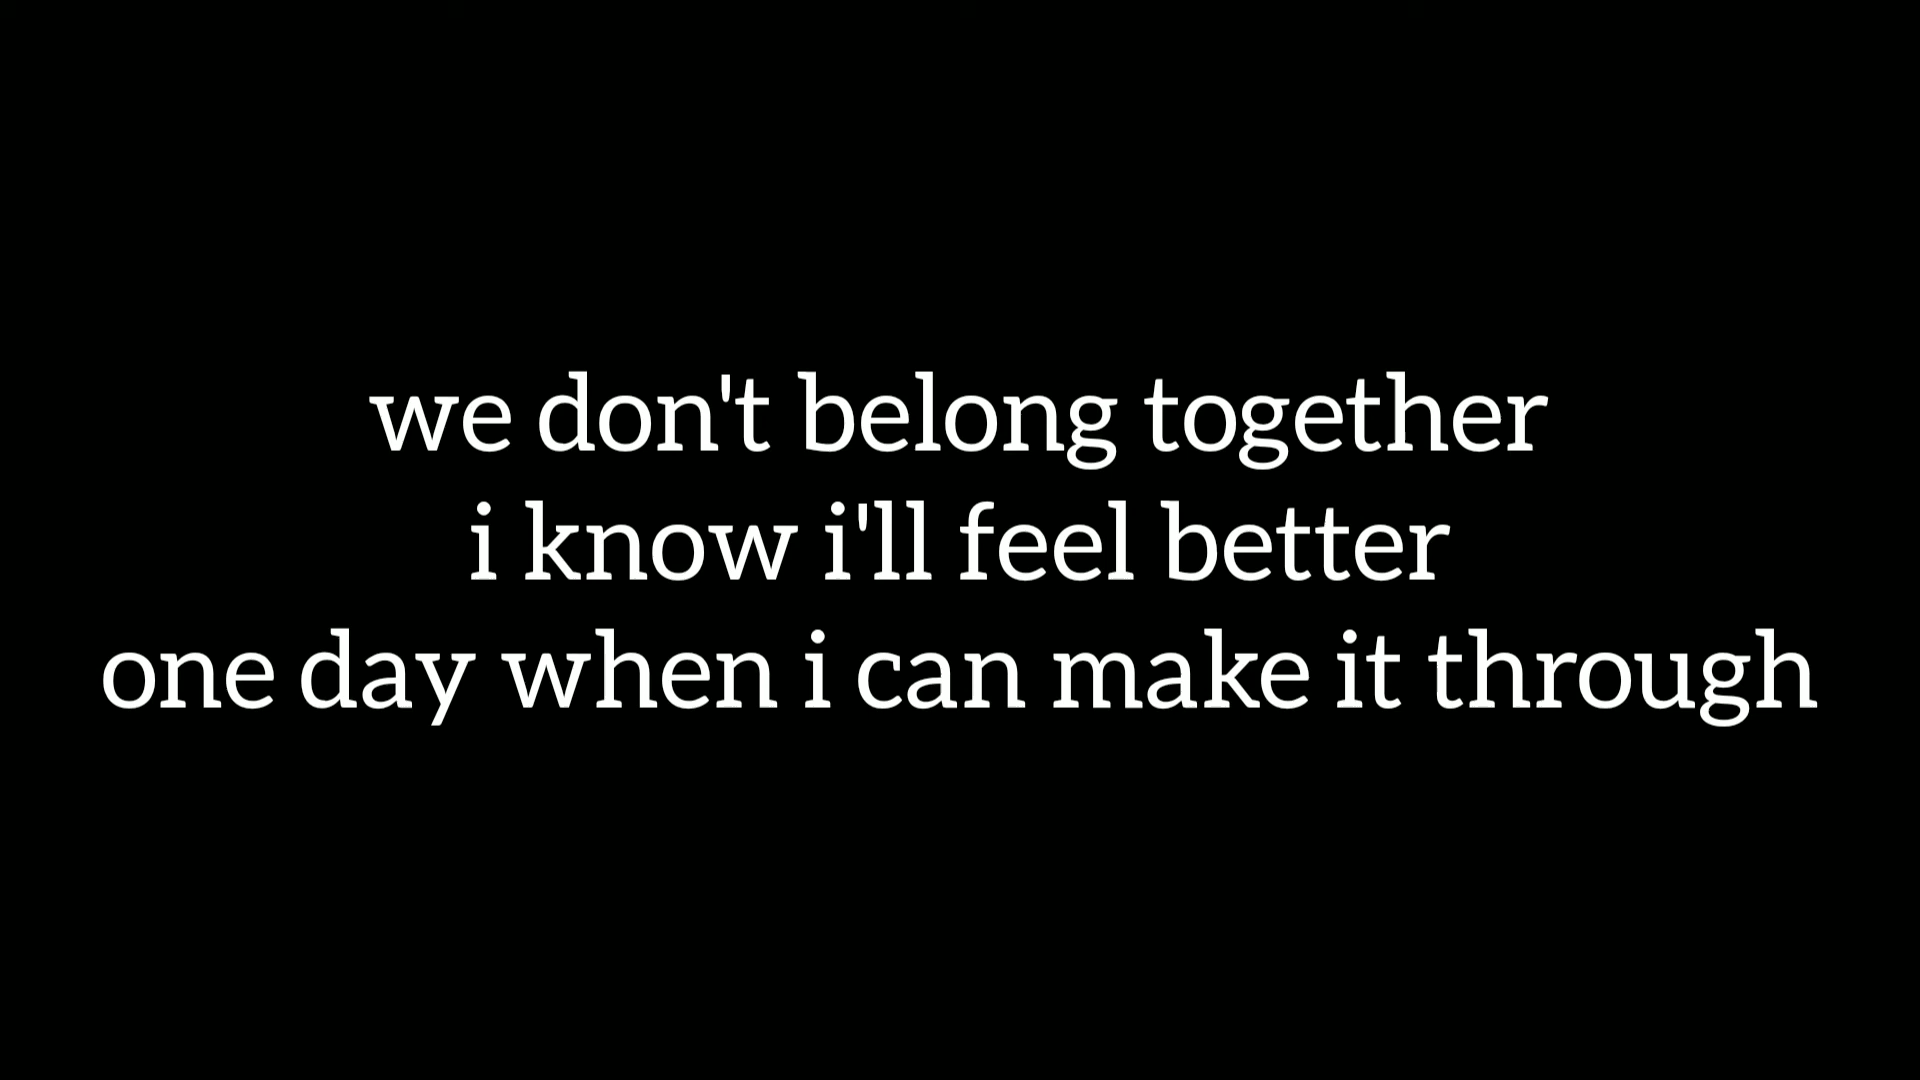 we don't belong together
i know i'll feel better
one day when i can make it through